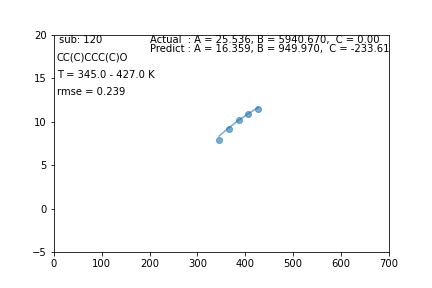 sub: 120
Actual : A = 25.536, B = 5940.670, C = 0.00
Predict : A = 16.359, B = 949.970, C = -233.61
CC(C)CCC(C)O
T = 345.0 - 427.0 K
rmse = 0.239
20
15
10
5
0
−5
0 100 200 300 400 500 600 700